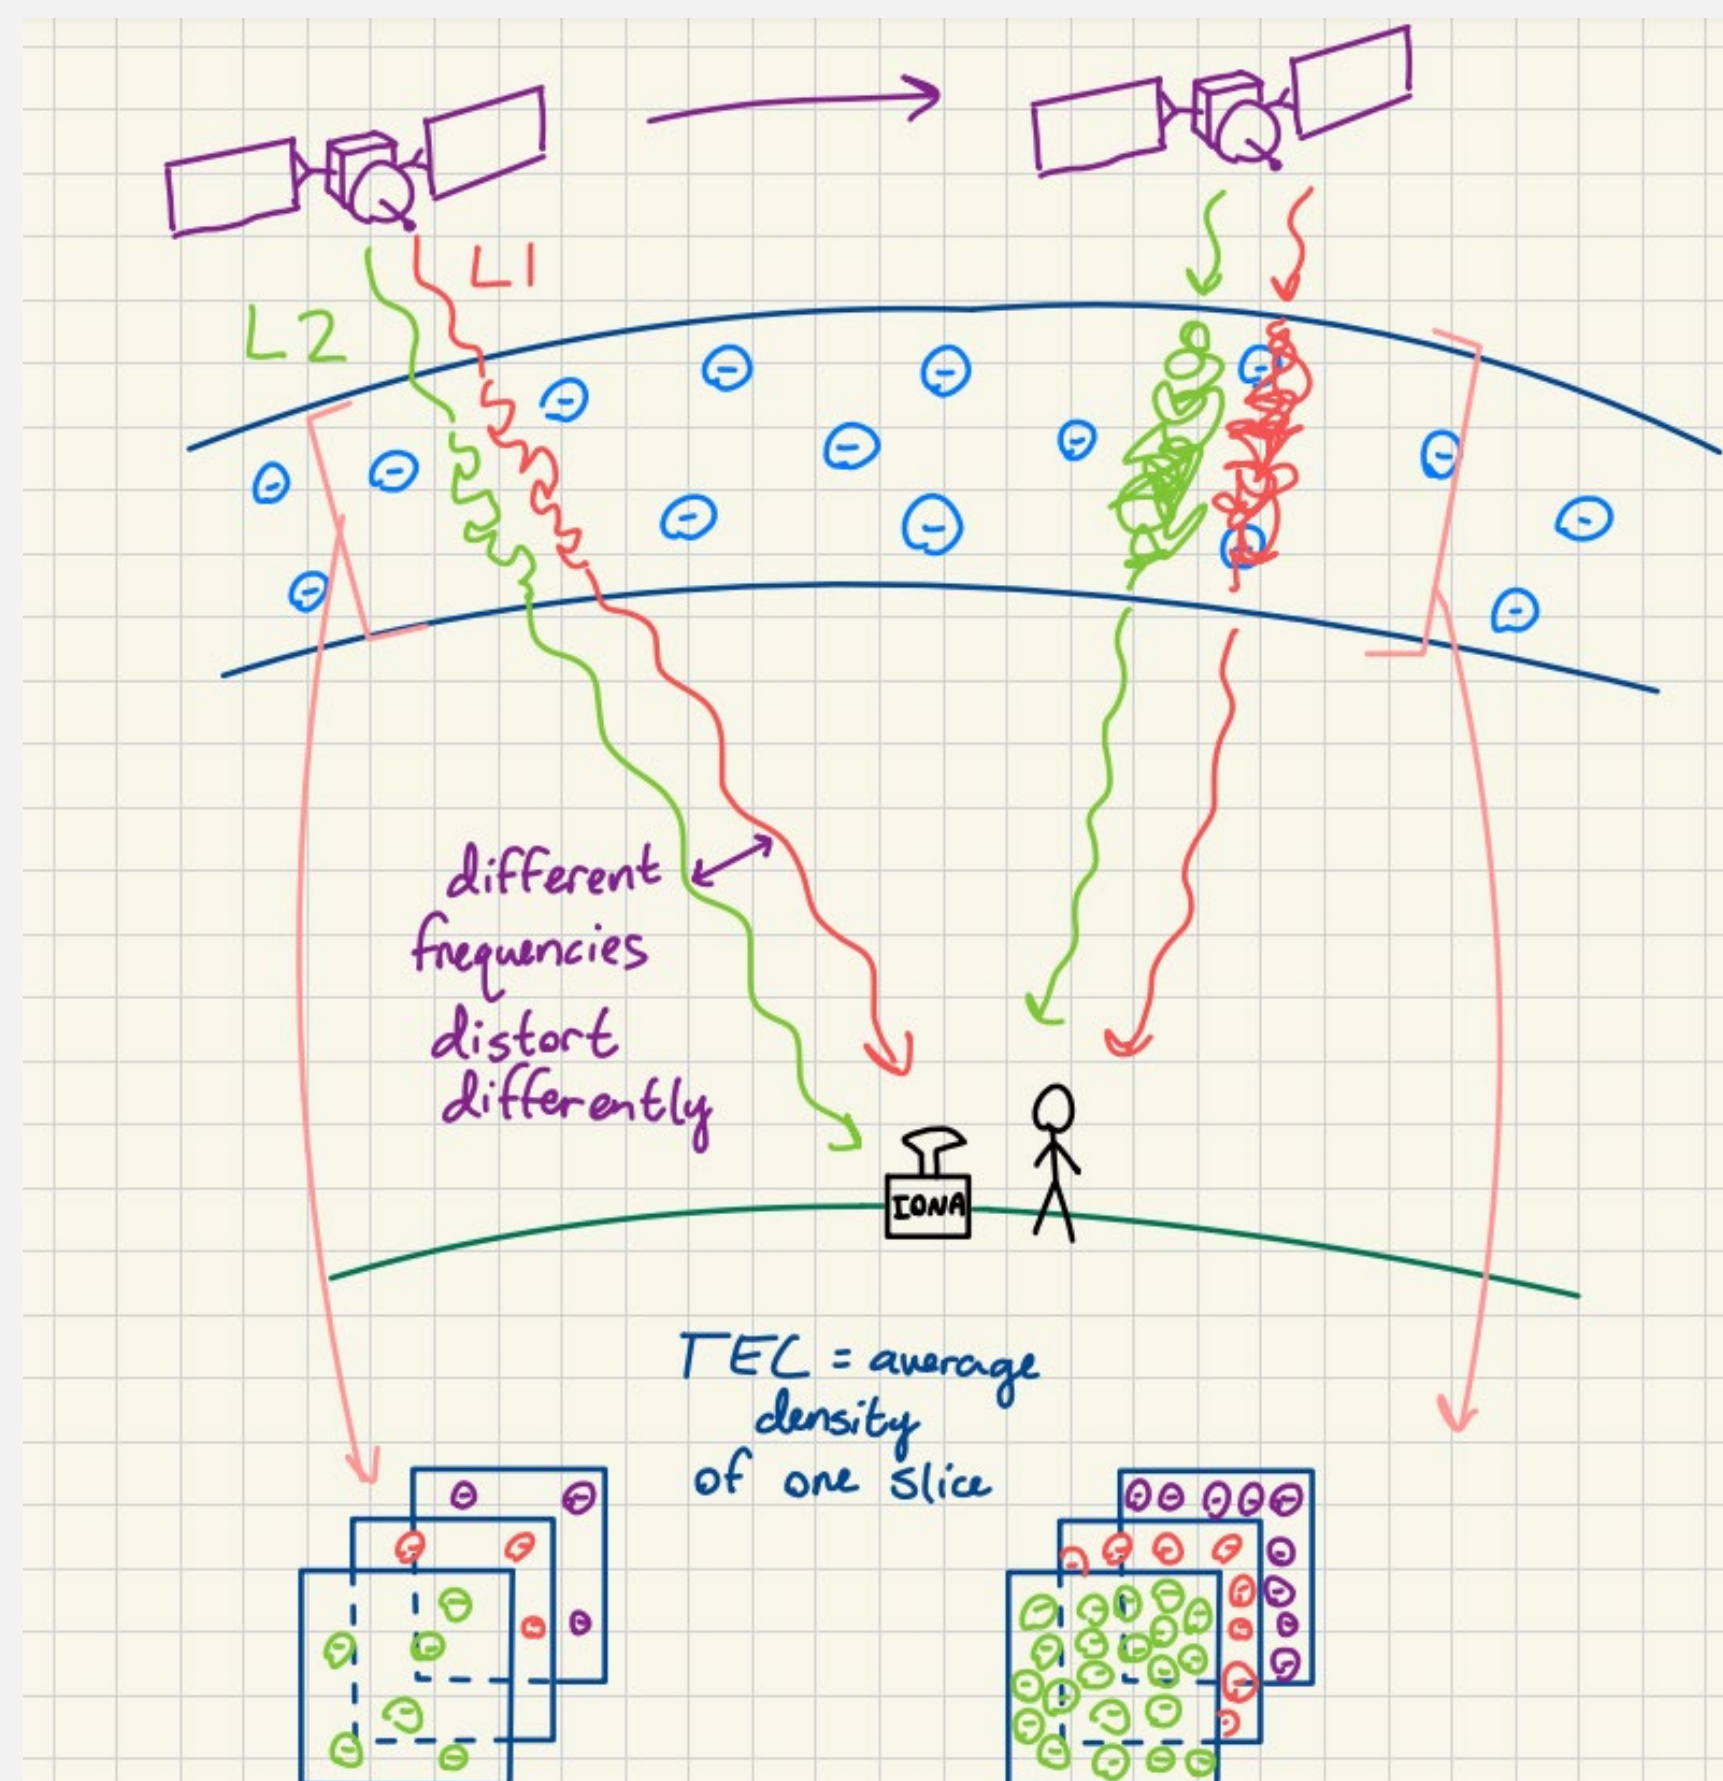 L1
L2
different
frequencies
distort
differently
IONA
TEC = average
density
of one slice